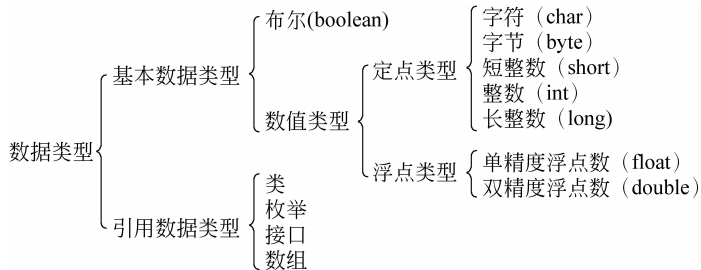 布尔(boolean)
字符（char）
字节（byte）
短整数（short）
整数（int）
长整数（long)
定点类型
基本数据类型
数值类型
单精度浮点数（float）
双精度浮点数（double）
浮点类型
数据类型
类
枚举
接口
数组
引用数据类型